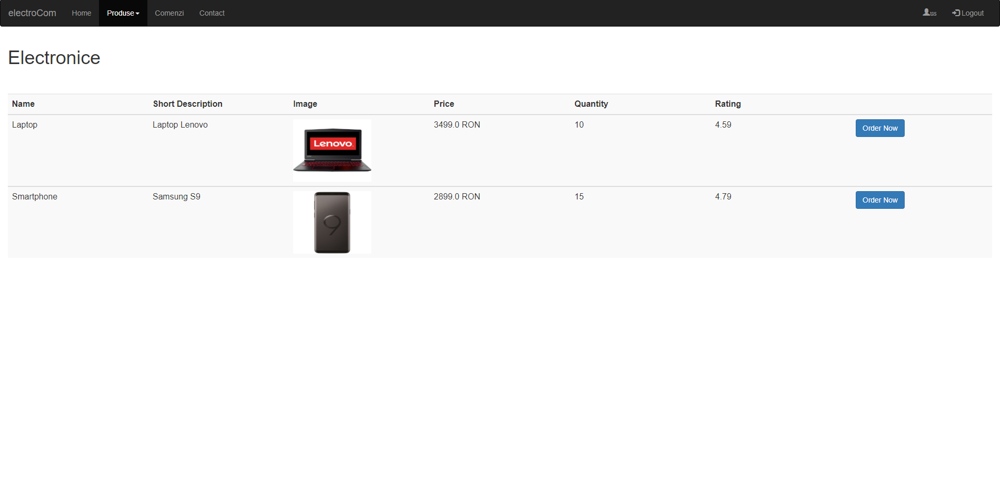 electroCom Home Produse Comenzi Contact us Logout
Electronice
Name Short Description Image Price Quantity Rating
Laptop Laptop Lenovo 3499.0 RON 10 4.59 Order Now
Lenovo.
Smartphone Samsung S9 2899.0 RON 15 4.79 Order Now
9